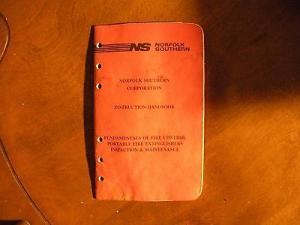 NS NORFOLK
SOUTHERN
NORFOLK SOUTHERN
CORPORATION
INSTRUCTION HANDBOOK
FUNDAMENTALS OF FIRE CONTROL
PORTABLE FIRE EXTINGUISHERS
INSPECTION & MAINTENANCE